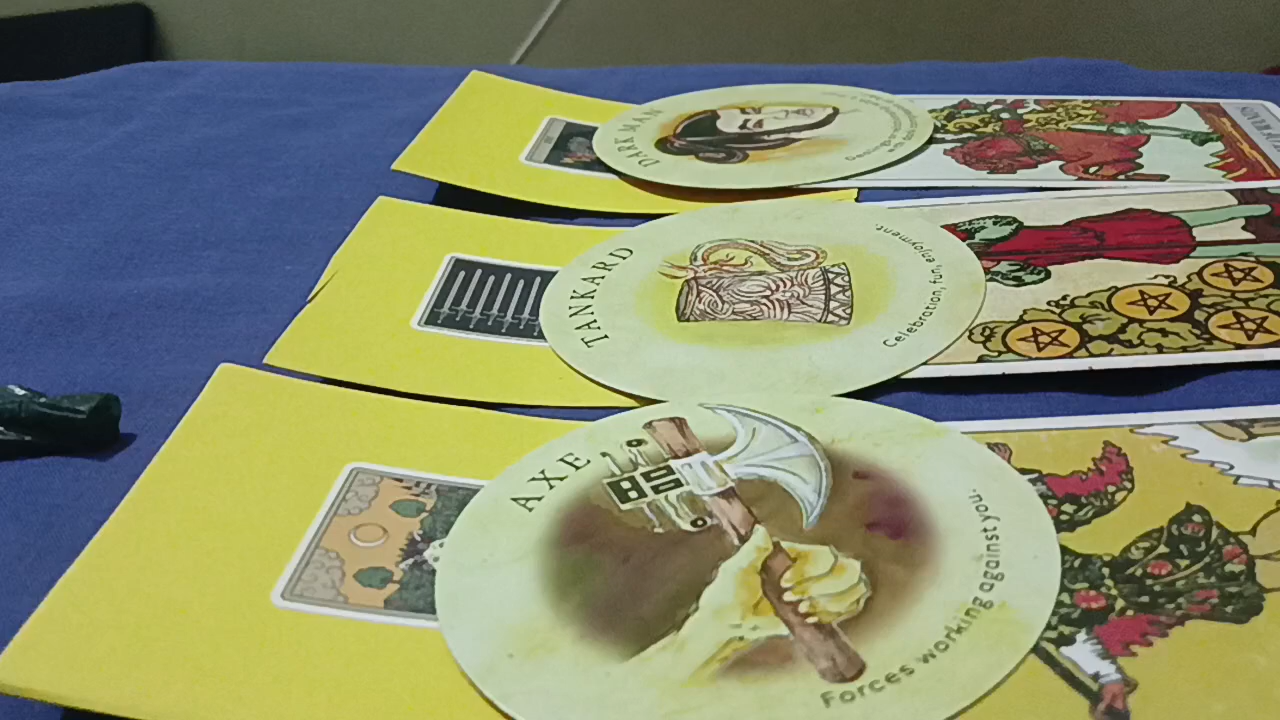 DARK MAN
TANKARD
Celebration, fun, enjoyment.
AXE
Forces working against you.